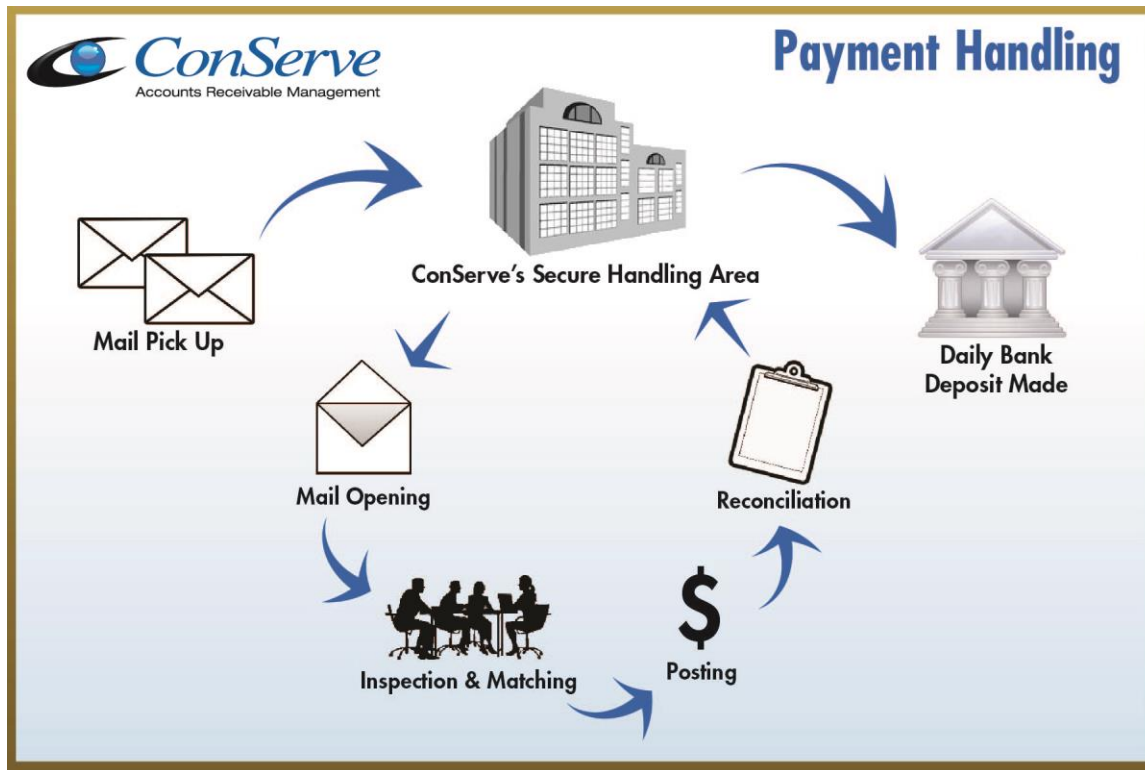 ConServe
Accounts Receivable Management
Payment Handling
ConServe's Secure Handling Area
Mail Pick Up
Daily Bank
Deposit Made
Mail Opening
Reconciliation
$
Inspection & Matching
Posting